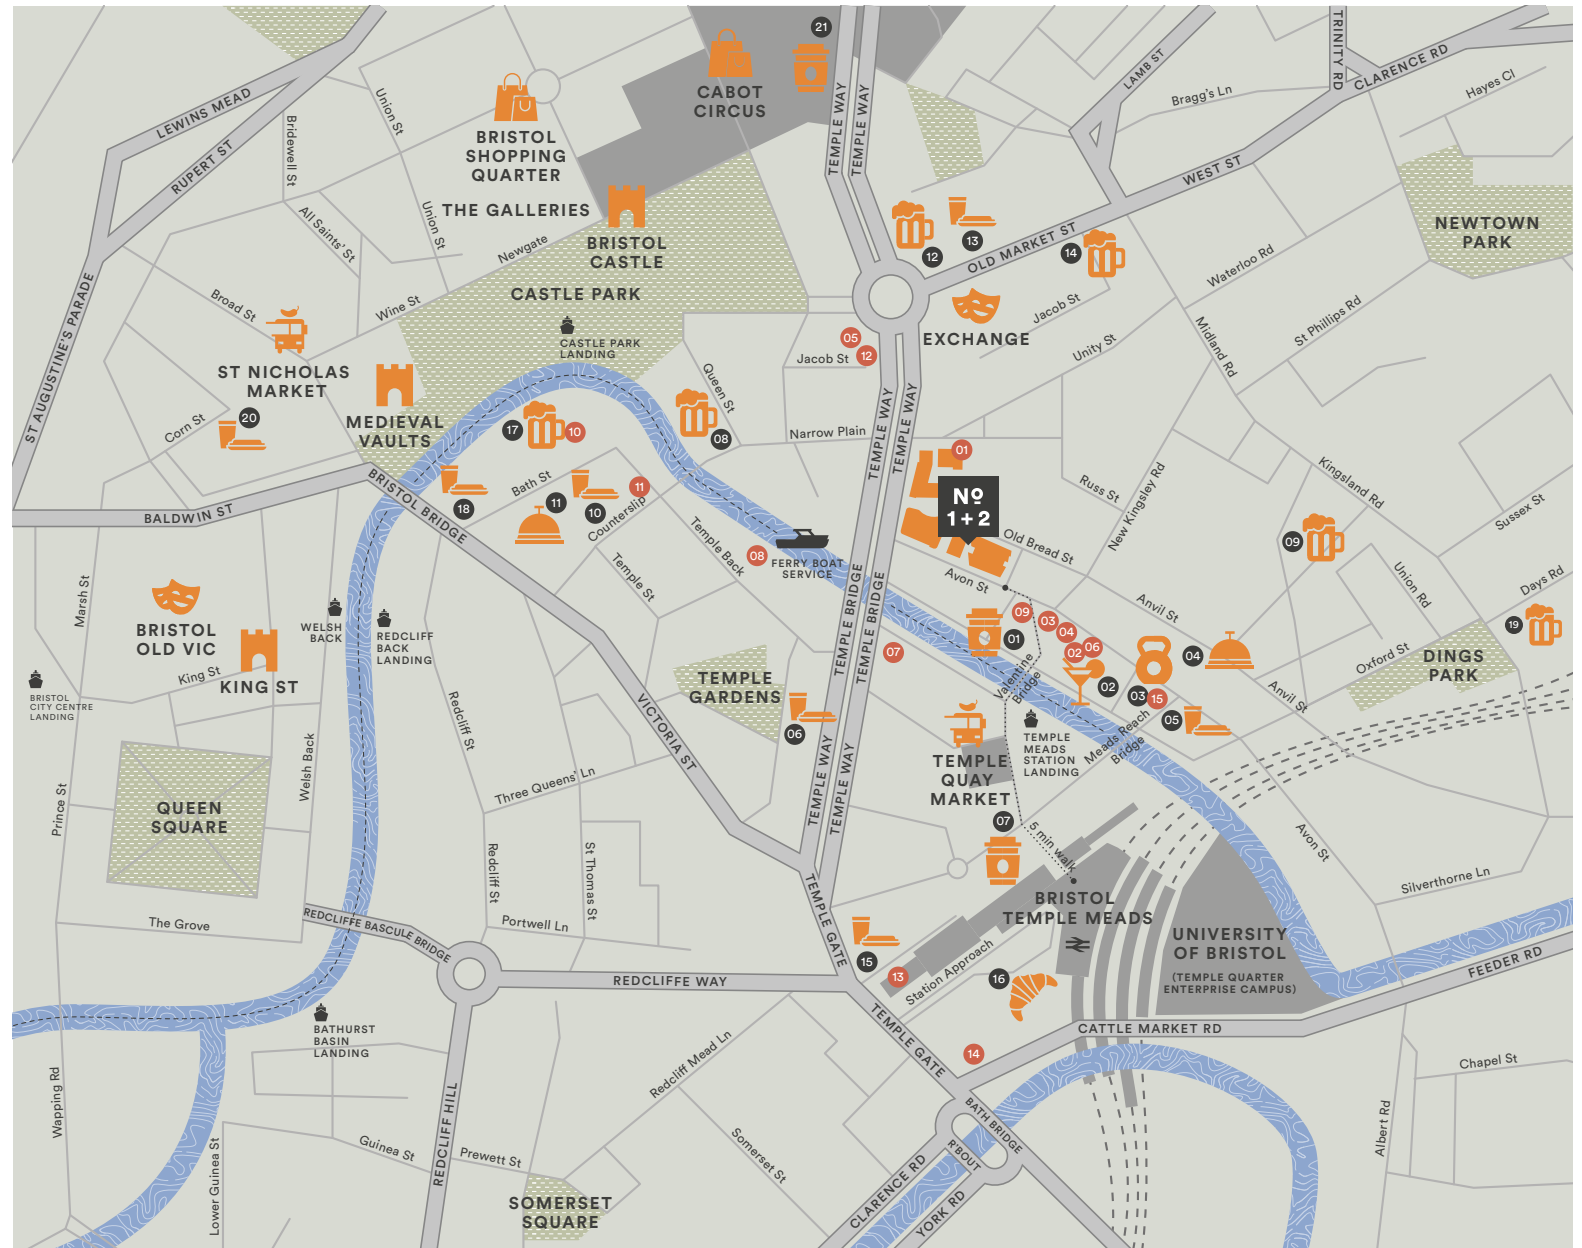 21
CABOT
CIRCUS
TEMPLE WAY
TEMPLE WAY
LAMB ST
TRINITY RD
CLARENCE RD
Bragg's Ln
Hayes Cl
LEWINS MEAD
RUPERT ST
Union St
Bridewell St
BRISTOL
SHOPPING
QUARTER
THE GALLERIES
BRISTOL
CASTLE
CASTLE PARK
All Saints' St
Union St
Newgate
12
13
14
OLD MARKET ST
WEST ST
NEWTOWN
PARK
Waterloo Rd
Jacob St
EXCHANGE
Unity St
Midland Rd
St Phillips Rd
ST AUGUSTINE'S PARADE
Broad St
Wine St
CASTLE PARK
LANDING
05
12
Jacob St
ST NICHOLAS
MARKET
Corn St
20
MEDIEVAL
VAULTS
Queen St
08
Narrow Plain
17
10
TEMPLE WAY
TEMPLE WAY
01
Nº
1+2
BALDWIN ST
BRISTOL BRIDGE
18
Bath St
11
10
11
Counterslip
Temple Back
Temple St
08
FERRY BOAT
SERVICE
Old Bread St
Avon St
Russ St
New Kingsley Rd
Kingsland Rd
09
Sussex St
Union Rd
Days Rd
19
Anvil St
Oxford St
DINGS
PARK
Marsh St
BRISTOL
OLD VIC
King St
KING ST
WELSH
BACK
REDCLIFF
BACK
LANDING
BRISTOL
CITY CENTRE
LANDING
TEMPLE BRIDGE
TEMPLE BRIDGE
07
01
09
03
04
06
02
02
03
15
04
05
Anvil St
Valentine
Bridge
Meads Reach
Bridge
TEMPLE
GARDENS
06
TEMPLE
MEADS
STATION
LANDING
TEMPLE
QUAY
MARKET
VICTORIA ST
Redcliff St
Welsh Back
Three Queens' Ln
QUEEN
SQUARE
Prince St
TEMPLE WAY
TEMPLE WAY
07
5 min walk
Avon St
Silverthorne Ln
BRISTOL
TEMPLE MEADS
Redcliff St
St Thomas St
Portwell Ln
The Grove
REDCLIFFE BASCULE BRIDGE
TEMPLE GATE
15
13
Station Approach
16
UNIVERSITY
OF BRISTOL
(TEMPLE QUARTER
ENTERPRISE CAMPUS)
FEEDER RD
REDCLIFFE WAY
CATTLE MARKET RD
BATHURST
BASIN
LANDING
TEMPLE GATE
14
Redcliff Mead Ln
Chapel St
Wapping Rd
REDCLIFF HILL
Lower Guinea St
Guinea St
Prewett St
Somerset St
SOMERSET
SQUARE
BATH BRIDGE
R'BOUT
CLARENCE RD
YORK RD
Albert Rd